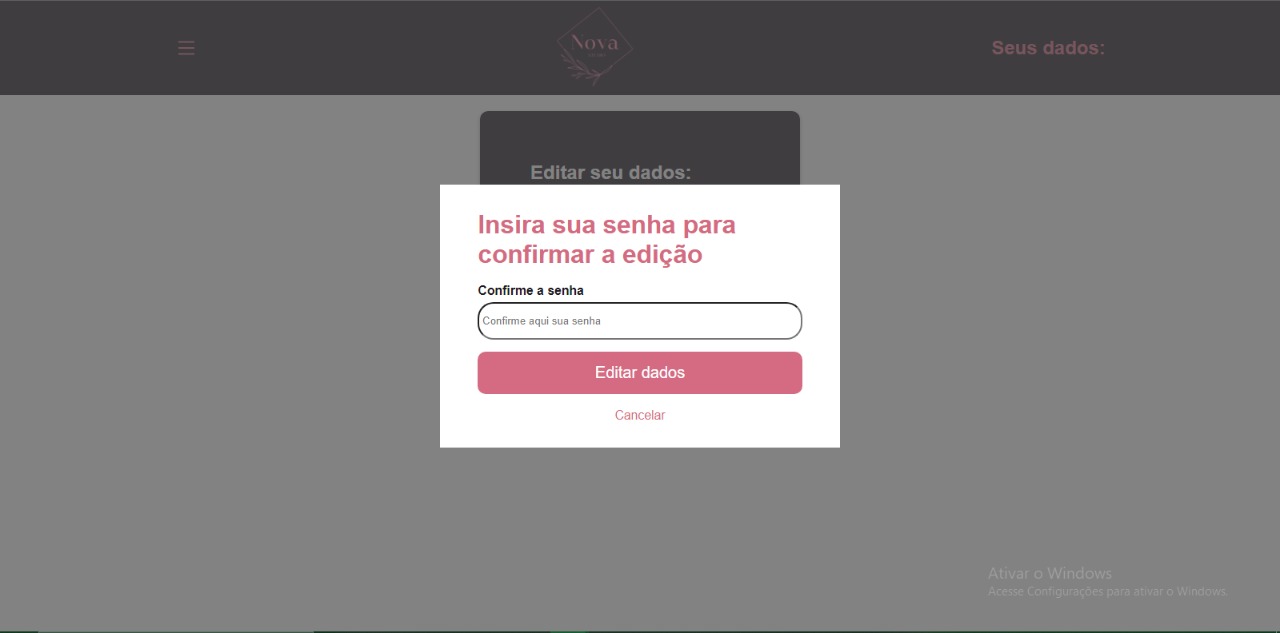 Nova
Seus dados:
Editar seu dados:
Insira sua senha para
confirmar a edição
Confirme a senha
Confirme aqui sua senha
Editar dados
Cancelar
Ativar o Windows
Acesse Configurações para ativar o Windows.